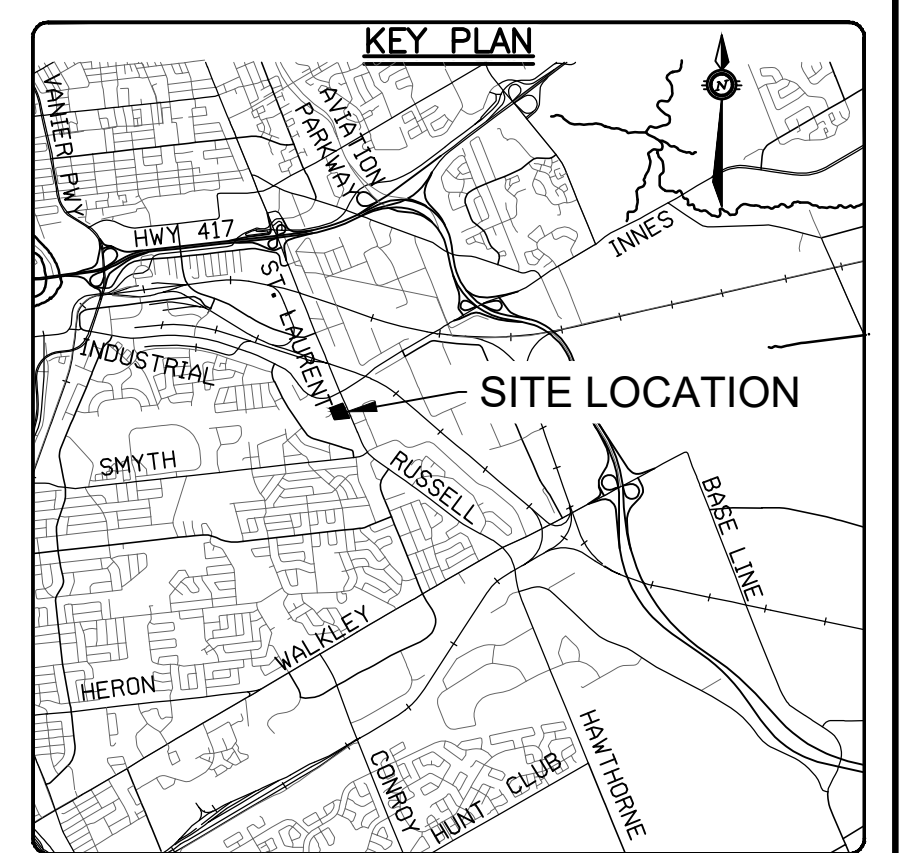 KEY PLAN
VANIER PWY
AVIATION
PARKWAY
N
HWY 417
INNES
ST. LAURENT
INDUSTRIAL
SITE LOCATION
SMYTH
RUSSELL
BASE LINE
WALKLEY
HERON
HAWTHORNE
CONROY
HUNT CLUB